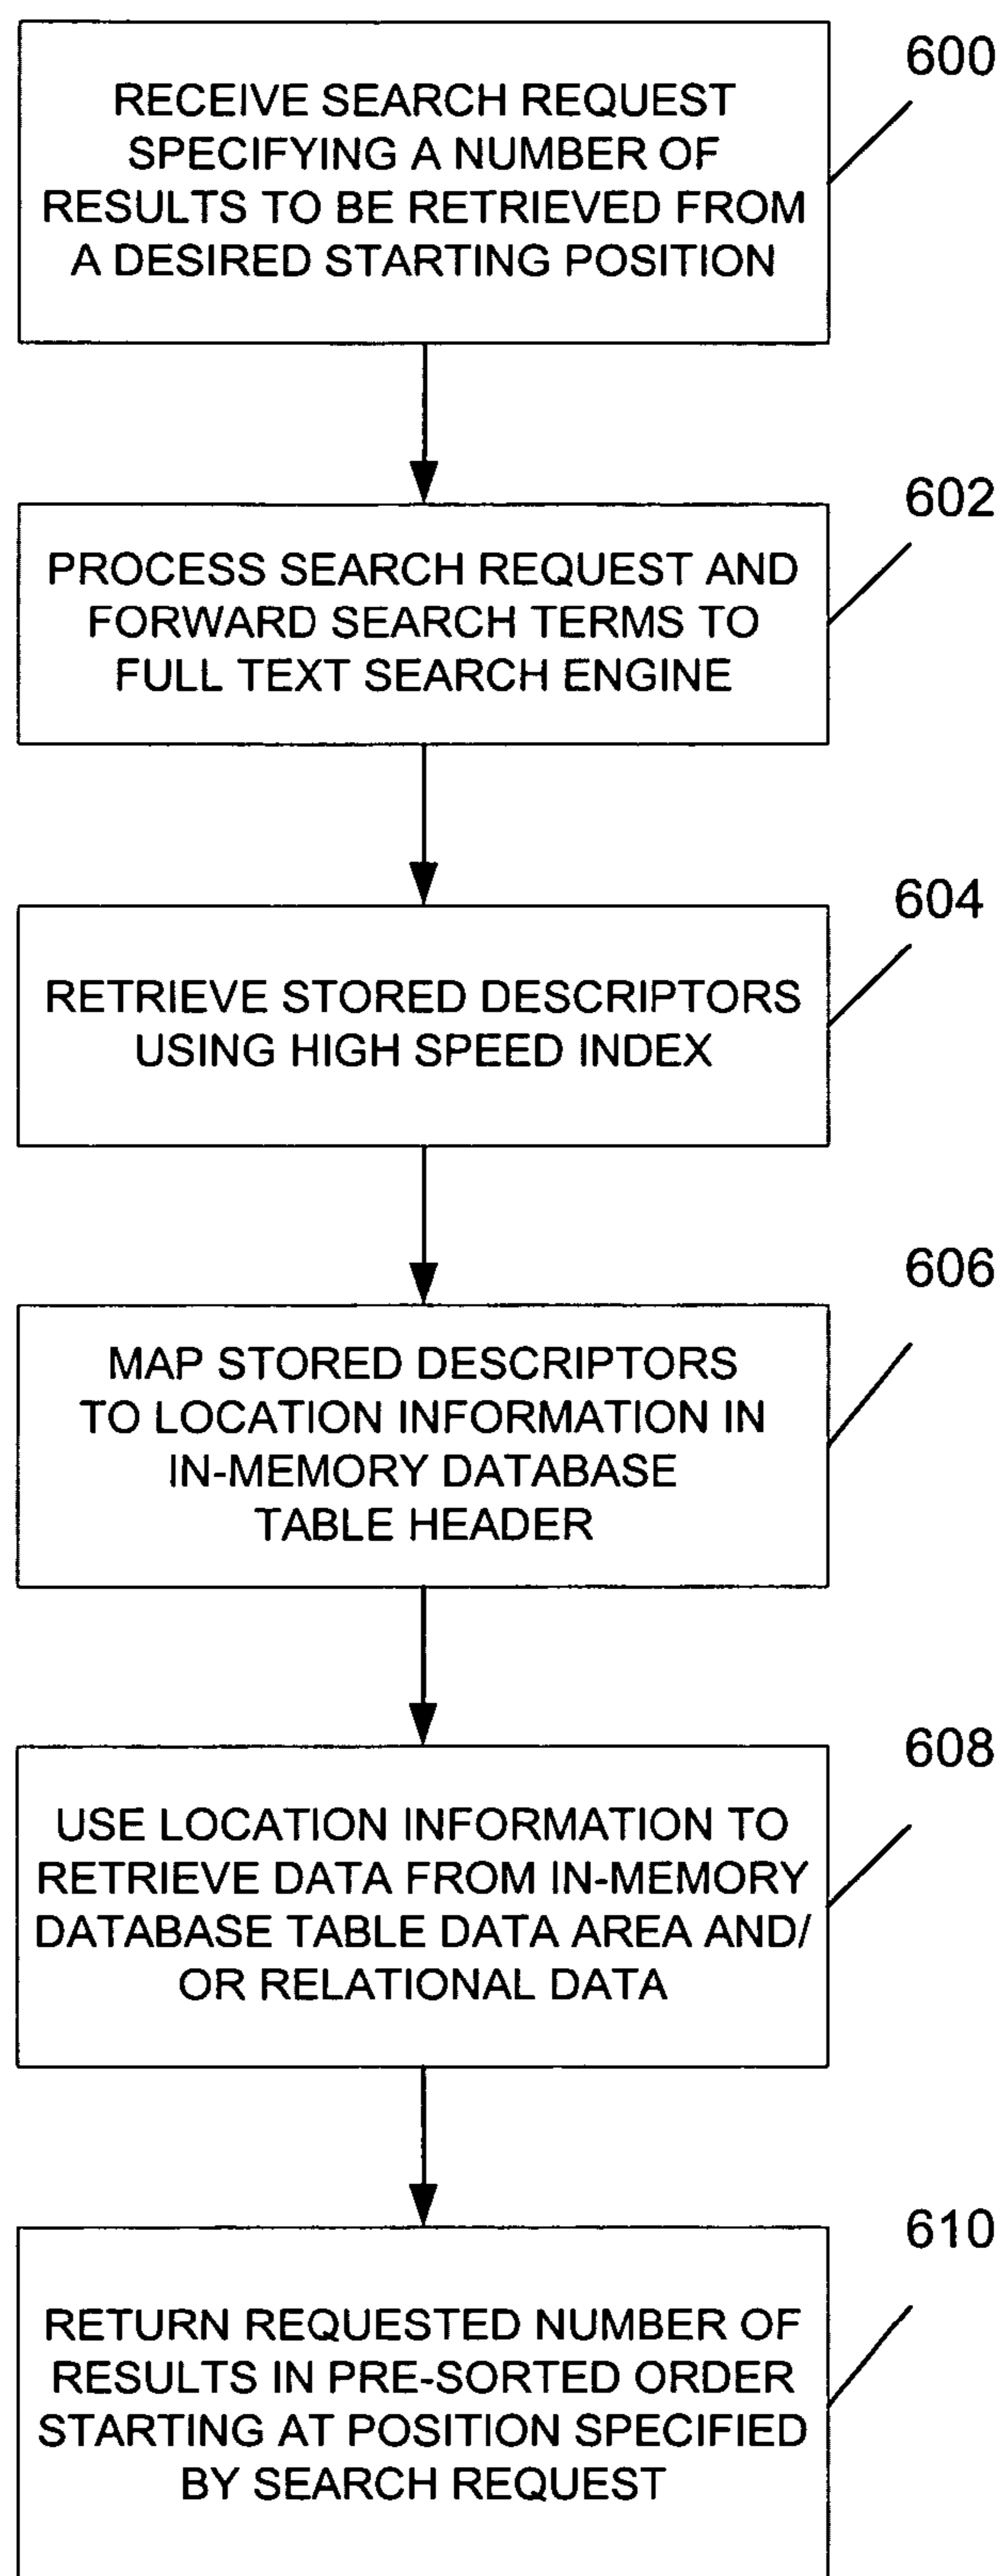 600
RECEIVE SEARCH REQUEST
SPECIFYING A NUMBER OF
RESULTS TO BE RETRIEVED FROM
A DESIRED STARTING POSITION
602
PROCESS SEARCH REQUEST AND
FORWARD SEARCH TERMS TO
FULL TEXT SEARCH ENGINE
604
RETRIEVE STORED DESCRIPTORS
USING HIGH SPEED INDEX
606
MAP STORED DESCRIPTORS
TO LOCATION INFORMATION IN
IN-MEMORY DATABASE
TABLE HEADER
608
USE LOCATION INFORMATION TO
RETRIEVE DATA FROM IN-MEMORY
DATABASE TABLE DATA AREA AND/
OR RELATIONAL DATA
610
RETURN REQUESTED NUMBER OF
RESULTS IN PRE-SORTED ORDER
STARTING AT POSITION SPECIFIED
BY SEARCH REQUEST